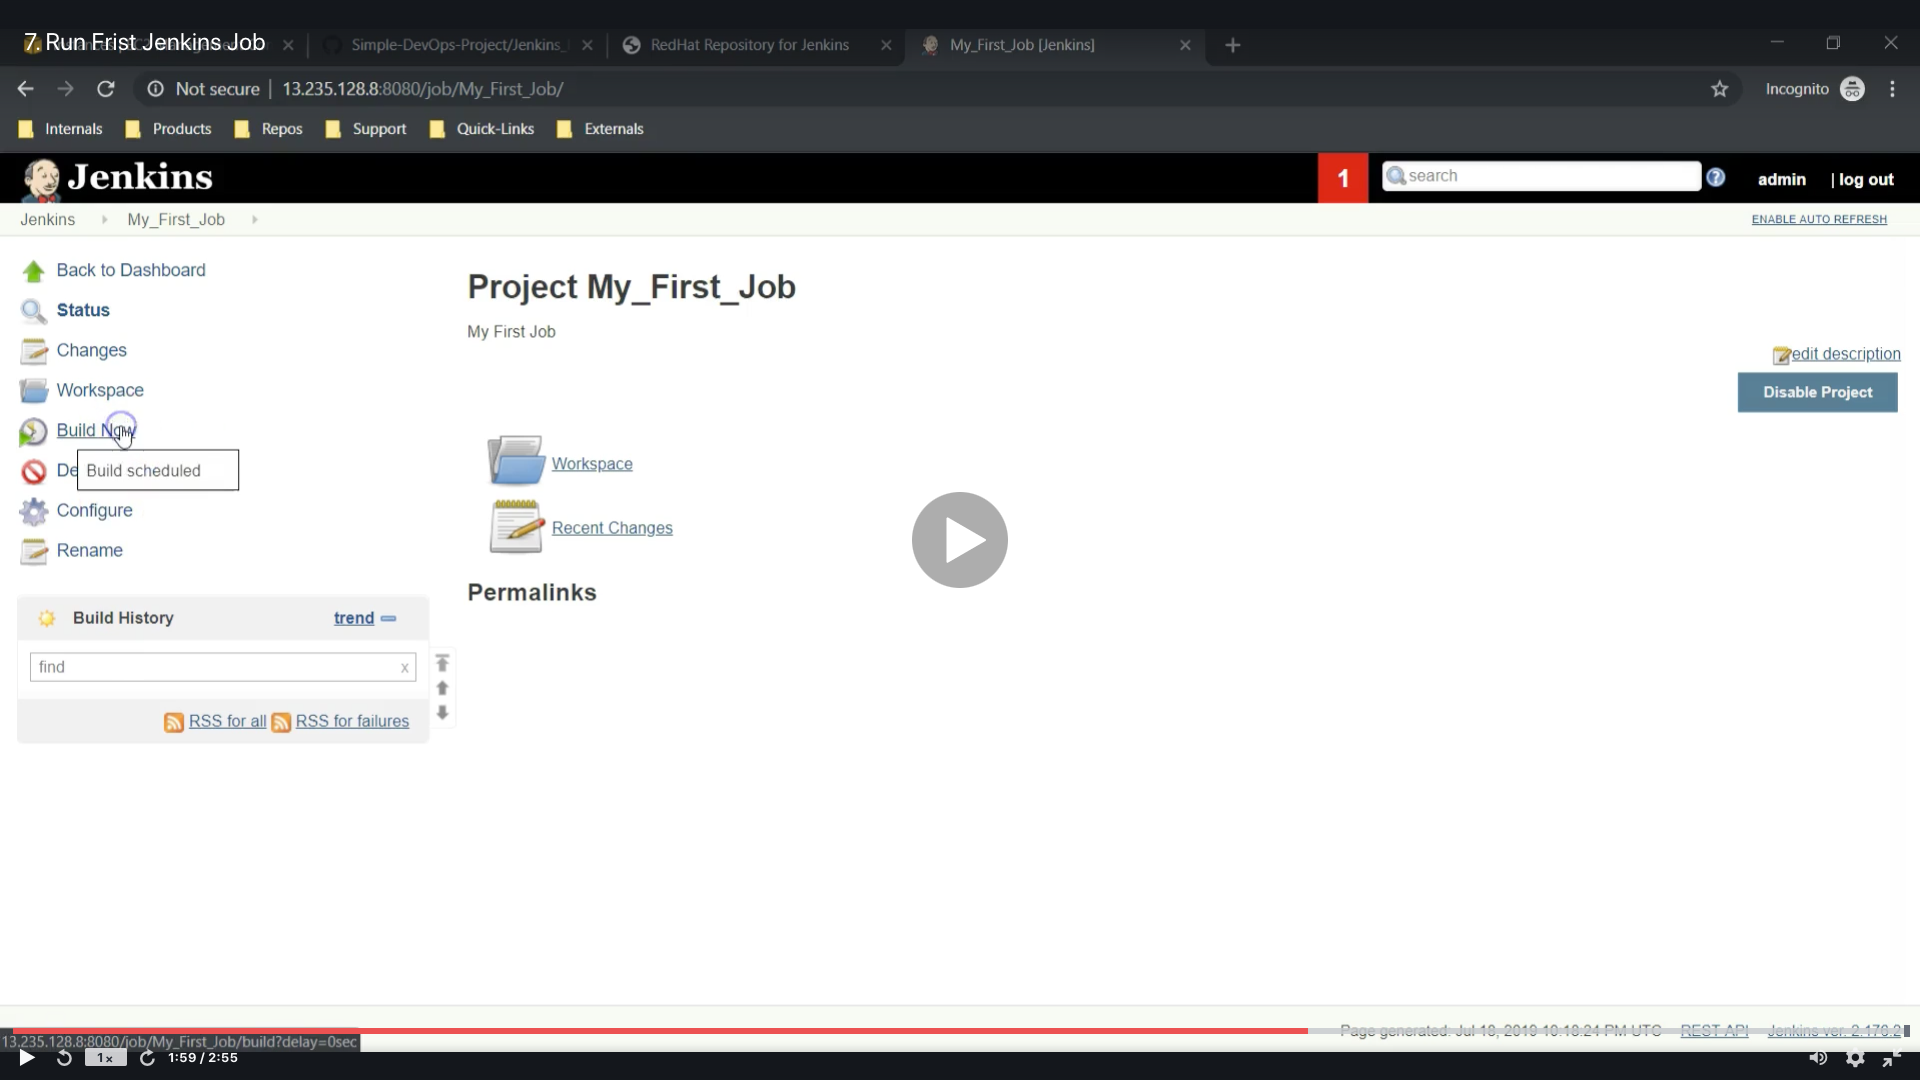 7. Run Frist Jenkins Job
Simple-DevOps-Project/Jenkins_
RedHat Repository for Jenkins
My_First_Job [Jenkins]
Not secure | 13.235.128.8:8080/job/My_First_Job/
Incognito
Internals
Products
Repos
Support
Quick-Links
Externals
Jenkins
1
search
admin
| log out
Jenkins
My_First_Job
ENABLE AUTO REFRESH
Back to Dashboard
Status
Changes
Workspace
Build Now
De
Build scheduled
Configure
Rename
Project My_First_Job
My First Job
edit description
Disable Project
Workspace
Recent Changes
Permalinks
Build History
trend
find
x
RSS for all
RSS for failures
Page generated: Jul 18, 2019 10:18:24 PM UTC
REST API
Jenkins ver. 2.176.2
13.235.128.8:8080/job/My_First_Job/build?delay=0sec
1x
1:59 / 2:55